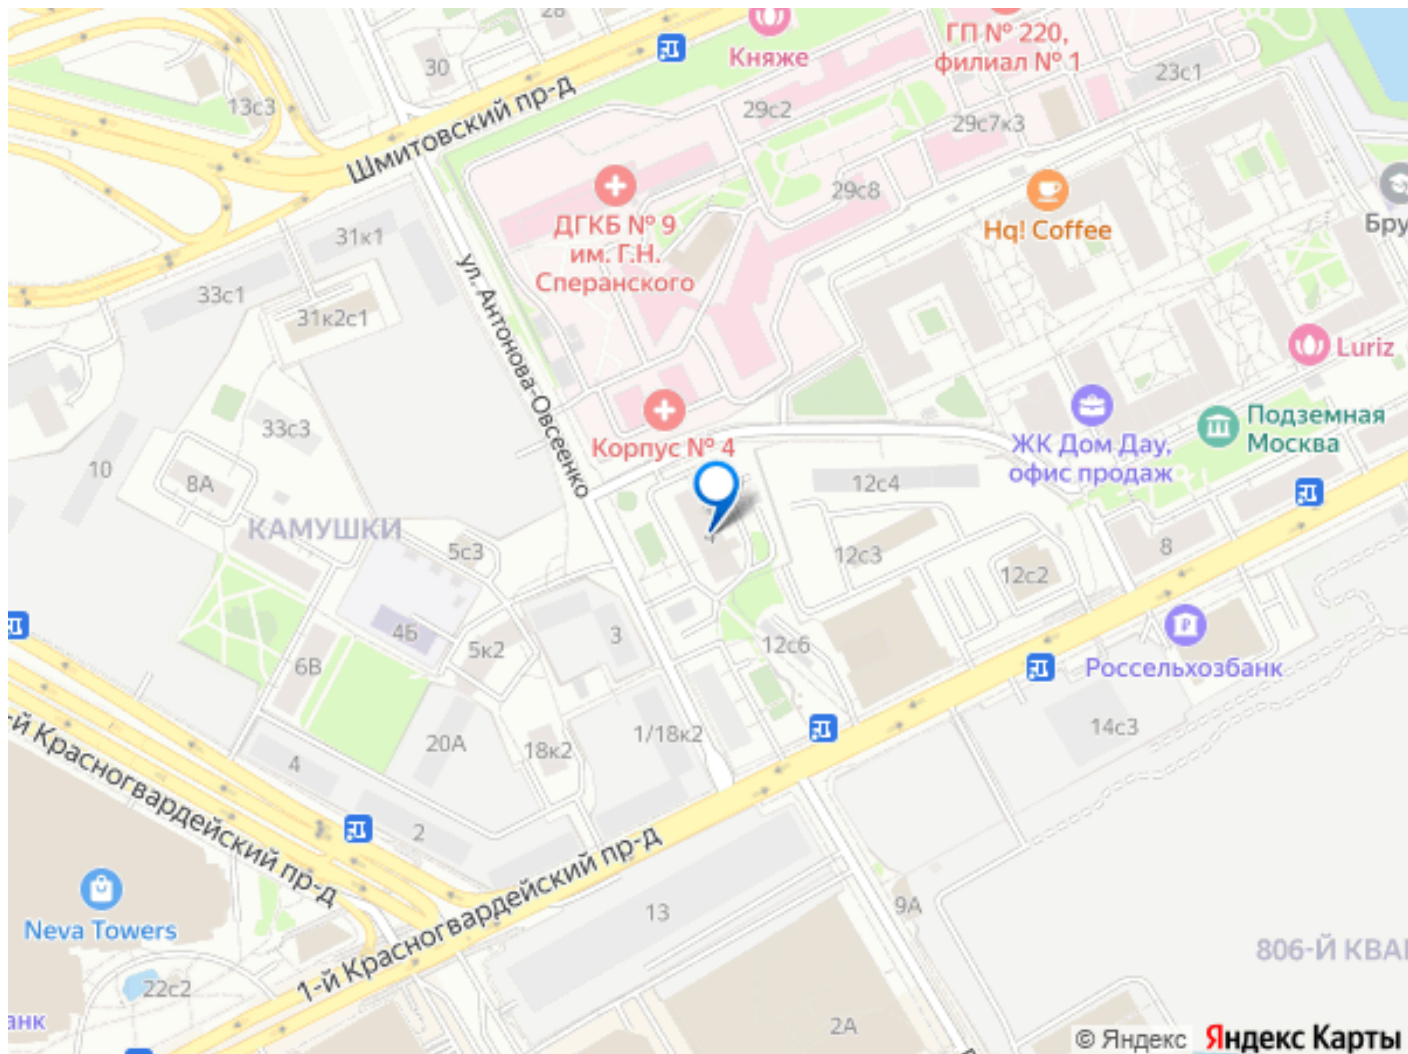 28
30
13с3
Шмитовский пр-д
Княже
ГП № 220,
филиал № 1
23с1
29с2
29с7к3
29с8
ДГКБ № 9
им. Г.Н.
Сперанского
Hq! Coffee
Бру
31к1
33с1
31к2с1
ул. Антонова-Овсеенко
Luriz
33с3
Корпус № 4
ЖК Дом Дау,
офис продаж
Подземная
Москва
10
8А
12с4
КАМУШКИ
5с3
4
12с3
12с2
8
4Б
5к2
3
12с6
6В
Россельхозбанк
20А
18к2
1/18к2
14с3
4
2
-й Красногвардейский пр-д
1-й Красногвардейский пр-д
Neva Towers
13
9А
806-Й КВА
22с2
анк
2А
© Яндекс
Яндекс Карты